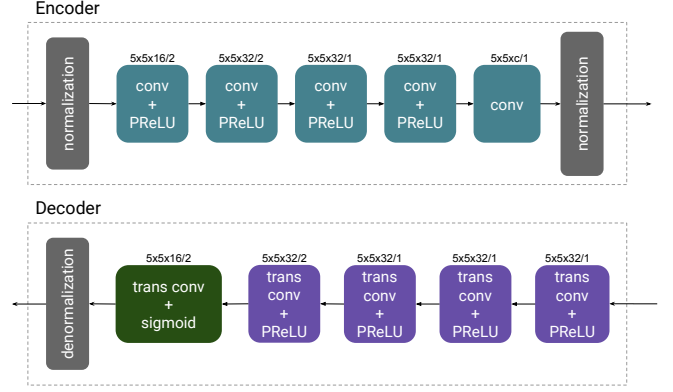 Encoder
normalization
5x5x16/2
conv
+
PReLU
5x5x32/2
conv
+
PReLU
5x5x32/1
conv
+
PReLU
5x5x32/1
conv
+
PReLU
5x5xc/1
conv
normalization
Decoder
denormalization
5x5x16/2
trans conv
+
sigmoid
5x5x32/2
trans
conv
+
PReLU
5x5x32/1
trans
conv
+
PReLU
5x5x32/1
trans
conv
+
PReLU
5x5x32/1
trans
conv
+
PReLU